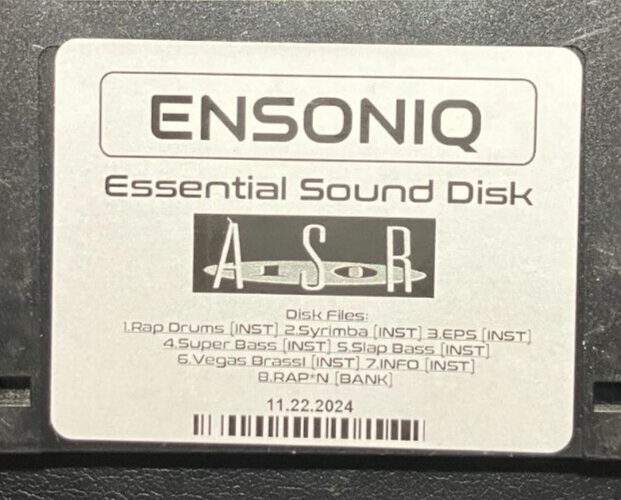 ENSONIQ
Essential Sound Disk
ASR
10
Disk Files:
1.Rap Drums [INST] 2.Syrimba [INST] 3.EPS [INST]
4.Super Bass [INST] 5.Slap Bass [INST]
6.Vegas Brass! [INST] 7.INFO [INST]
8.RAP*N [BANK]
11.22.2024